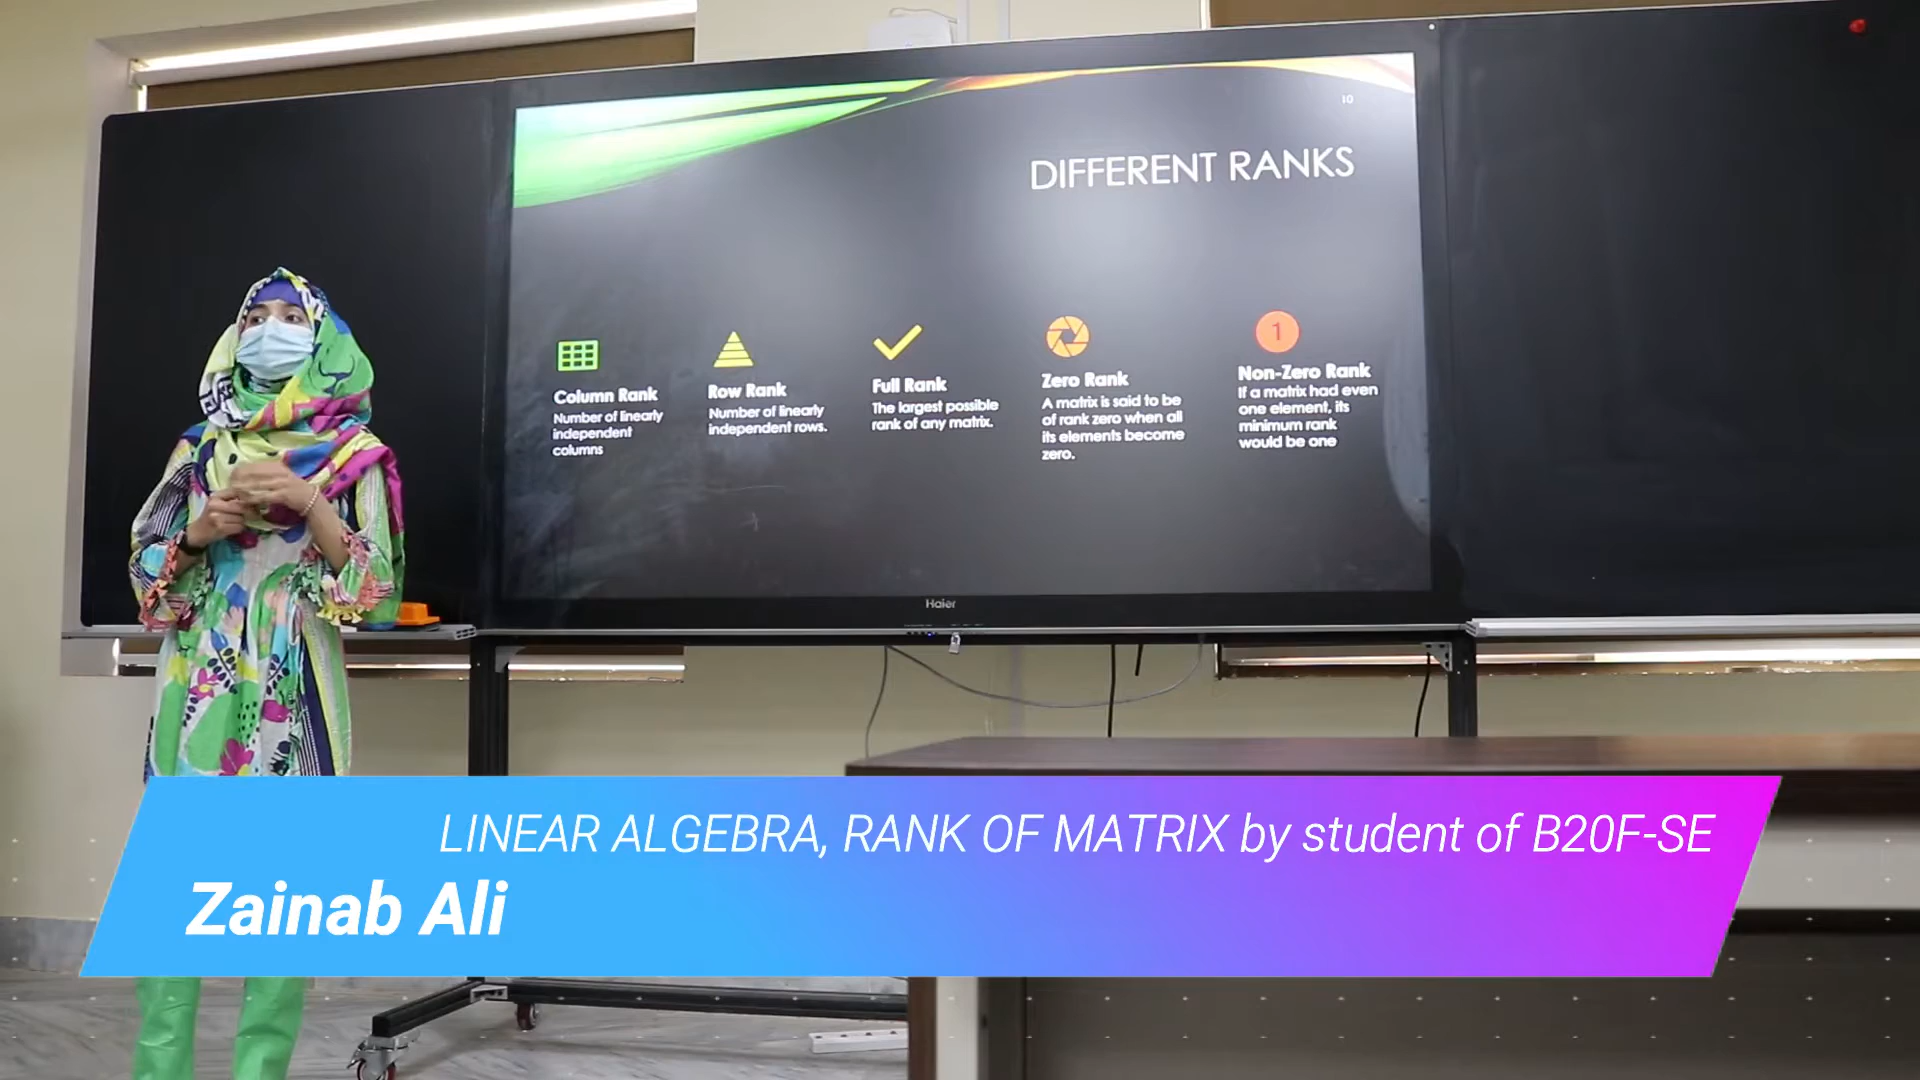 10
DIFFERENT RANKS
Column Rank
Number of linearly
independent
columns
Row Rank
Number of linearly
independent rows.
Full Rank
The largest possible
rank of any matrix.
Zero Rank
A matrix is said to be
of rank zero when all
its elements become
zero.
1
Non-Zero Rank
If a matrix had even
one element, its
minimum rank
would be one
Haier
LINEAR ALGEBRA, RANK OF MATRIX by student of B20F-SE
Zainab Ali